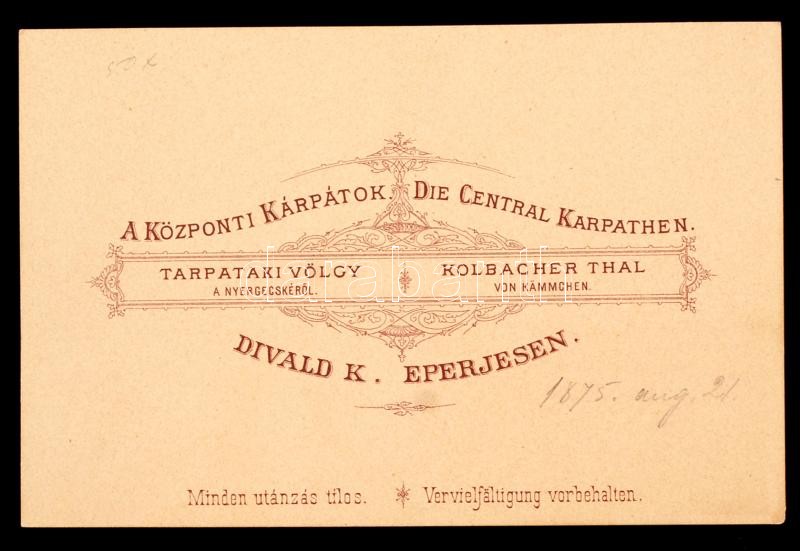 A KÖZPONTI KÁRPÁTOK. DIE CENTRAL KARPATHEN.
TARPATAKI VÖLGY KOLBACHER THAL
A NYERGECSKÉRŐL. VON KÄMMCHEN.
darabanth
DIVALD K. EPERJESEN.
1875. aug. 21.
Minden utánzás tilos. Vervielfältigung vorbehalten.